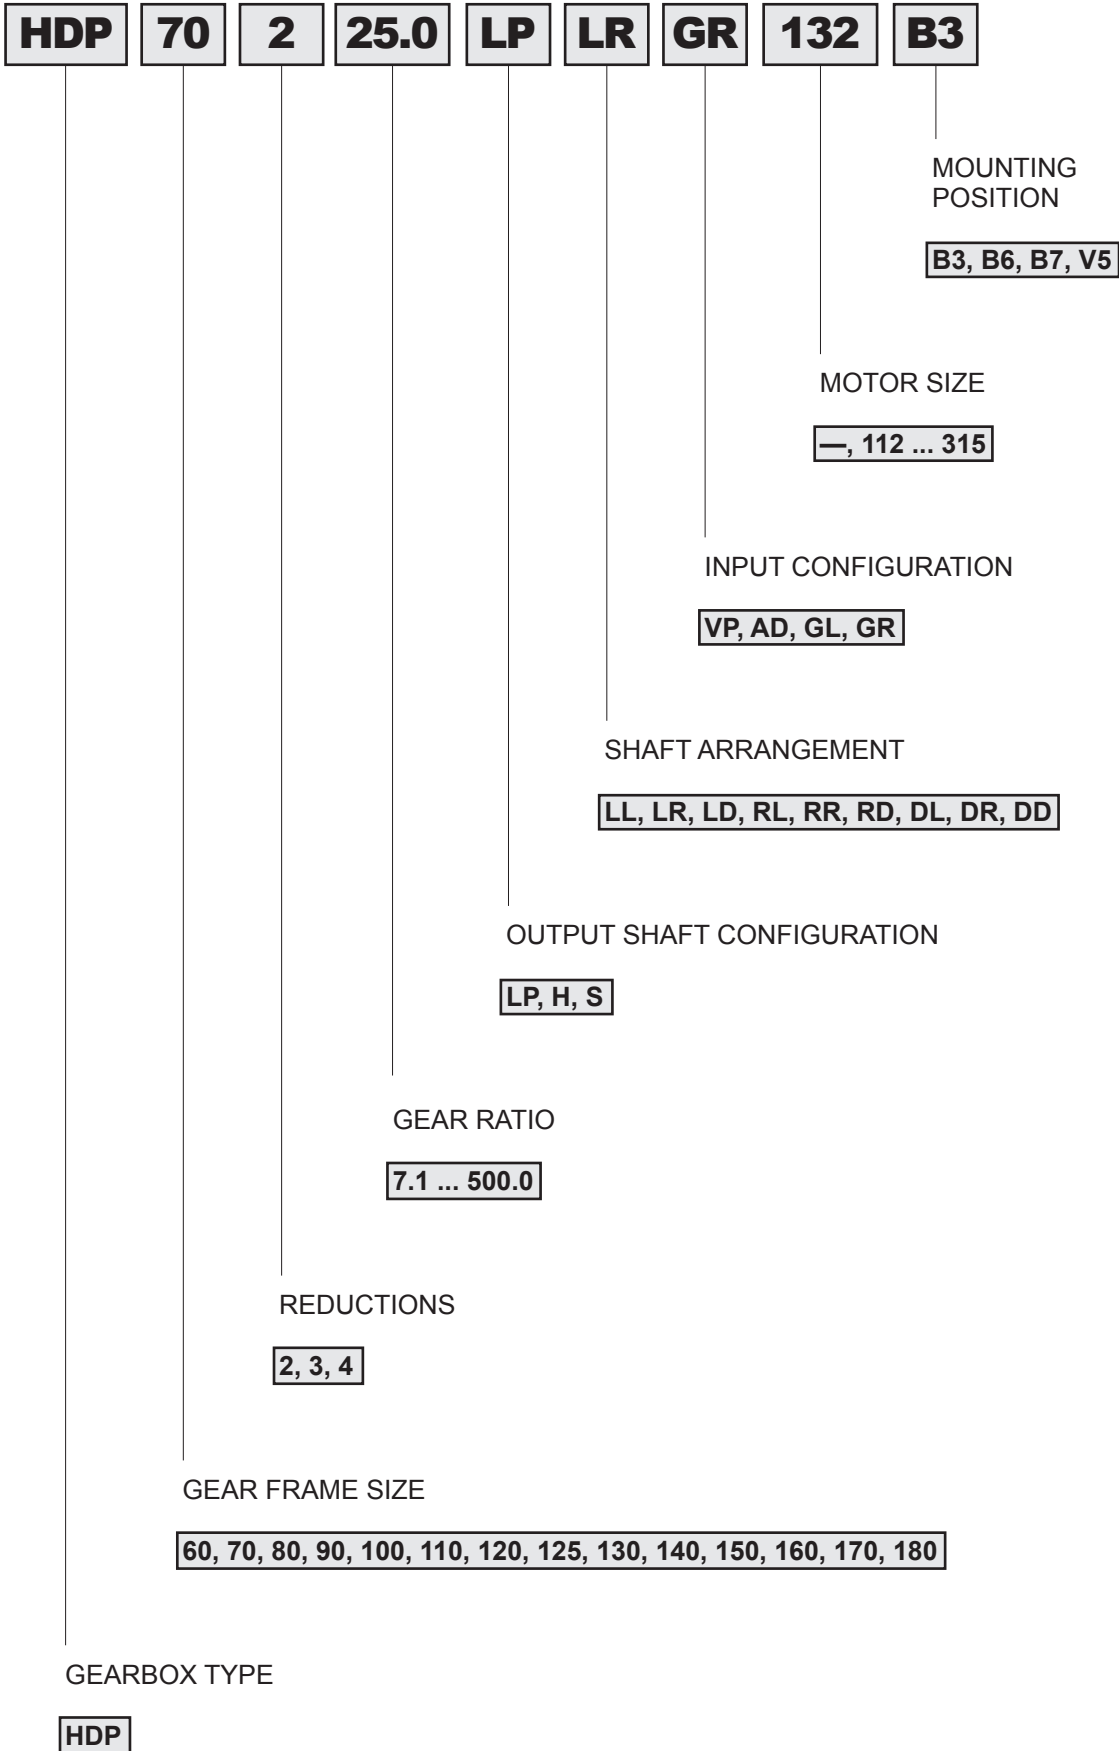 HDP 70 2 25.0 LP LR GR 132 B3
MOUNTING
POSITION
B3, B6, B7, V5
MOTOR SIZE
—, 112 ... 315
INPUT CONFIGURATION
VP, AD, GL, GR
SHAFT ARRANGEMENT
LL, LR, LD, RL, RR, RD, DL, DR, DD
OUTPUT SHAFT CONFIGURATION
LP, H, S
GEAR RATIO
7.1 ... 500.0
REDUCTIONS
2, 3, 4
GEAR FRAME SIZE
60, 70, 80, 90, 100, 110, 120, 125, 130, 140, 150, 160, 170, 180
GEARBOX TYPE
HDP